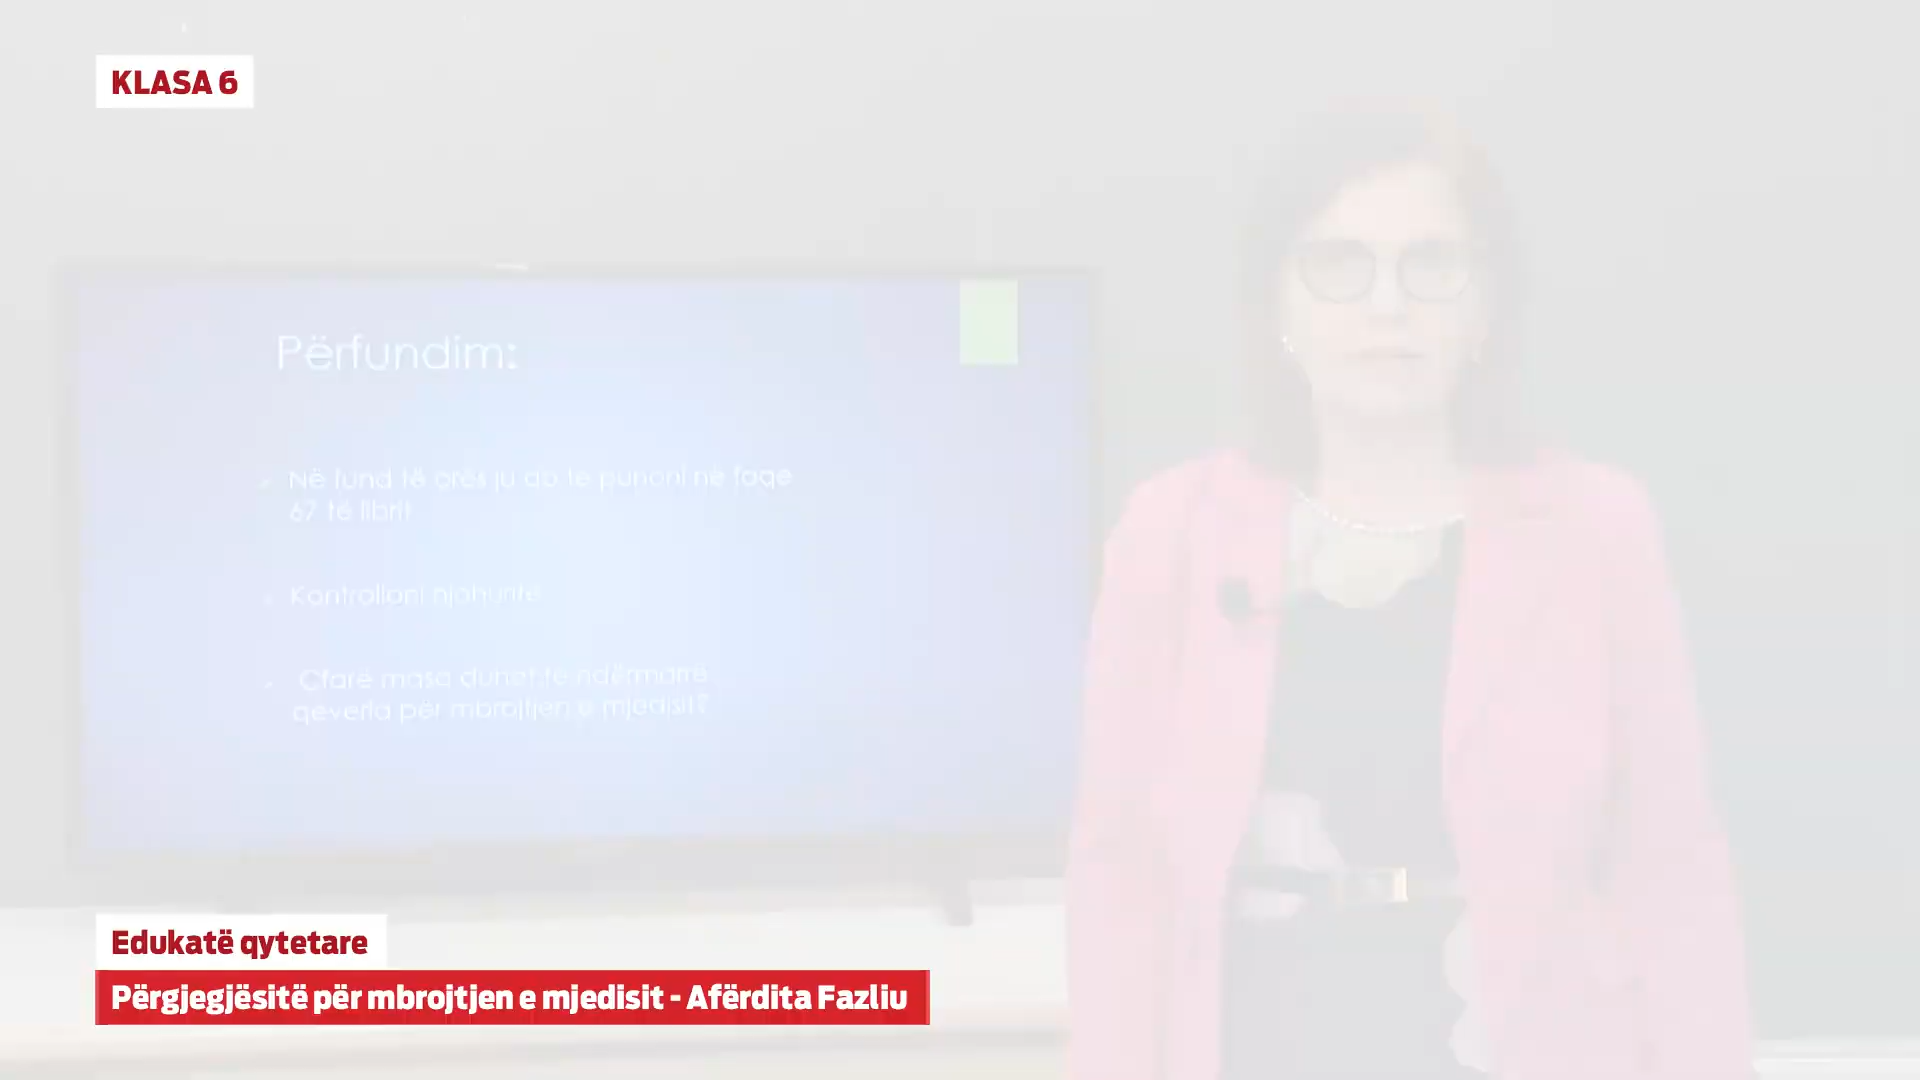 KLASA 6
Përfundim:
Në fund të orës ju do të punoni në faqe
67 të librit
Kontrolloni njohuritë
Çfarë masa duhet të ndërmarrë
qeveria për mbrojtjen e mjedisit?
Edukatë qytetare
Përgjegjësitë për mbrojtjen e mjedisit - Afërdita Fazliu